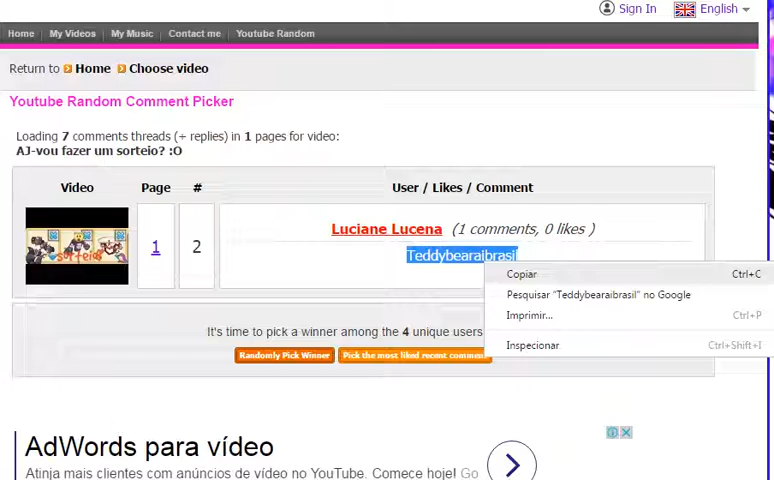 Sign In English
Home My Videos My Music Contact me Youtube Random
Return to Home Choose video
Youtube Random Comment Picker
Loading 7 comments threads (+ replies) in 1 pages for video:
AJ-vou fazer um sorteio? :O
Video Page # User / Likes / Comment
sorteios
1 2 Luciane Lucena (1 comments, 0 likes )
Teddybearaibrasil
Copiar Ctrl+C
Pesquisar "Teddybearaibrasil" no Google
Imprimir... Ctrl+P
Inspecionar Ctrl+Shift+I
It's time to pick a winner among the 4 unique users
Randomly Pick Winner Pick the most liked recent comment
AdWords para vídeo
Atinja mais clientes com anúncios de vídeo no YouTube. Comece hoje! Go